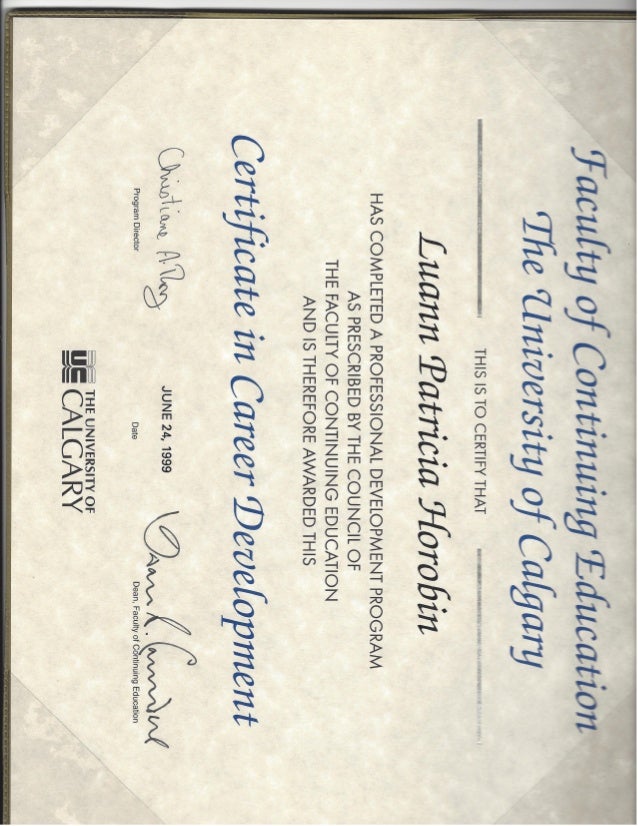 Faculty of Continuing Education
The University of Calgary
THIS IS TO CERTIFY THAT
Luann Patricia Horobin
HAS COMPLETED A PROFESSIONAL DEVELOPMENT PROGRAM
AS PRESCRIBED BY THE COUNCIL OF
THE FACULTY OF CONTINUING EDUCATION
AND IS THEREFORE AWARDED THIS
Certificate in Career Development
JUNE 24, 1999
Program Director
Date
Dean, Faculty of Continuing Education
UC
THE UNIVERSITY OF
CALGARY